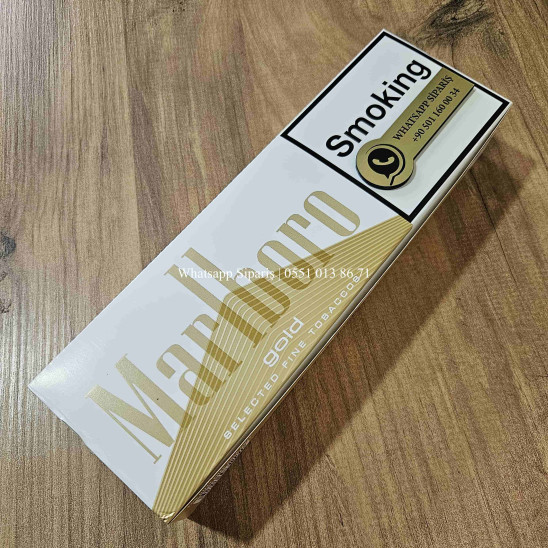 Smoking
WHATSAPP SİPARİŞ
+90 501 160 00 34
Whatsapp Sipariş | 0551 013 86 71
Marlboro
gold
SELECTED FINE TOBACCOS